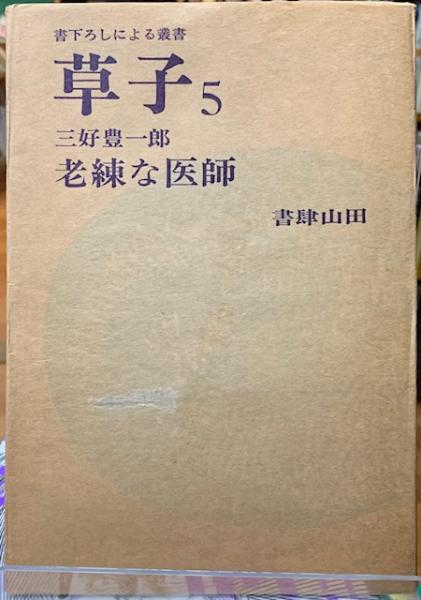 書下ろしによる叢書
草子5
三好豊一郎
老練な医師
書肆山田